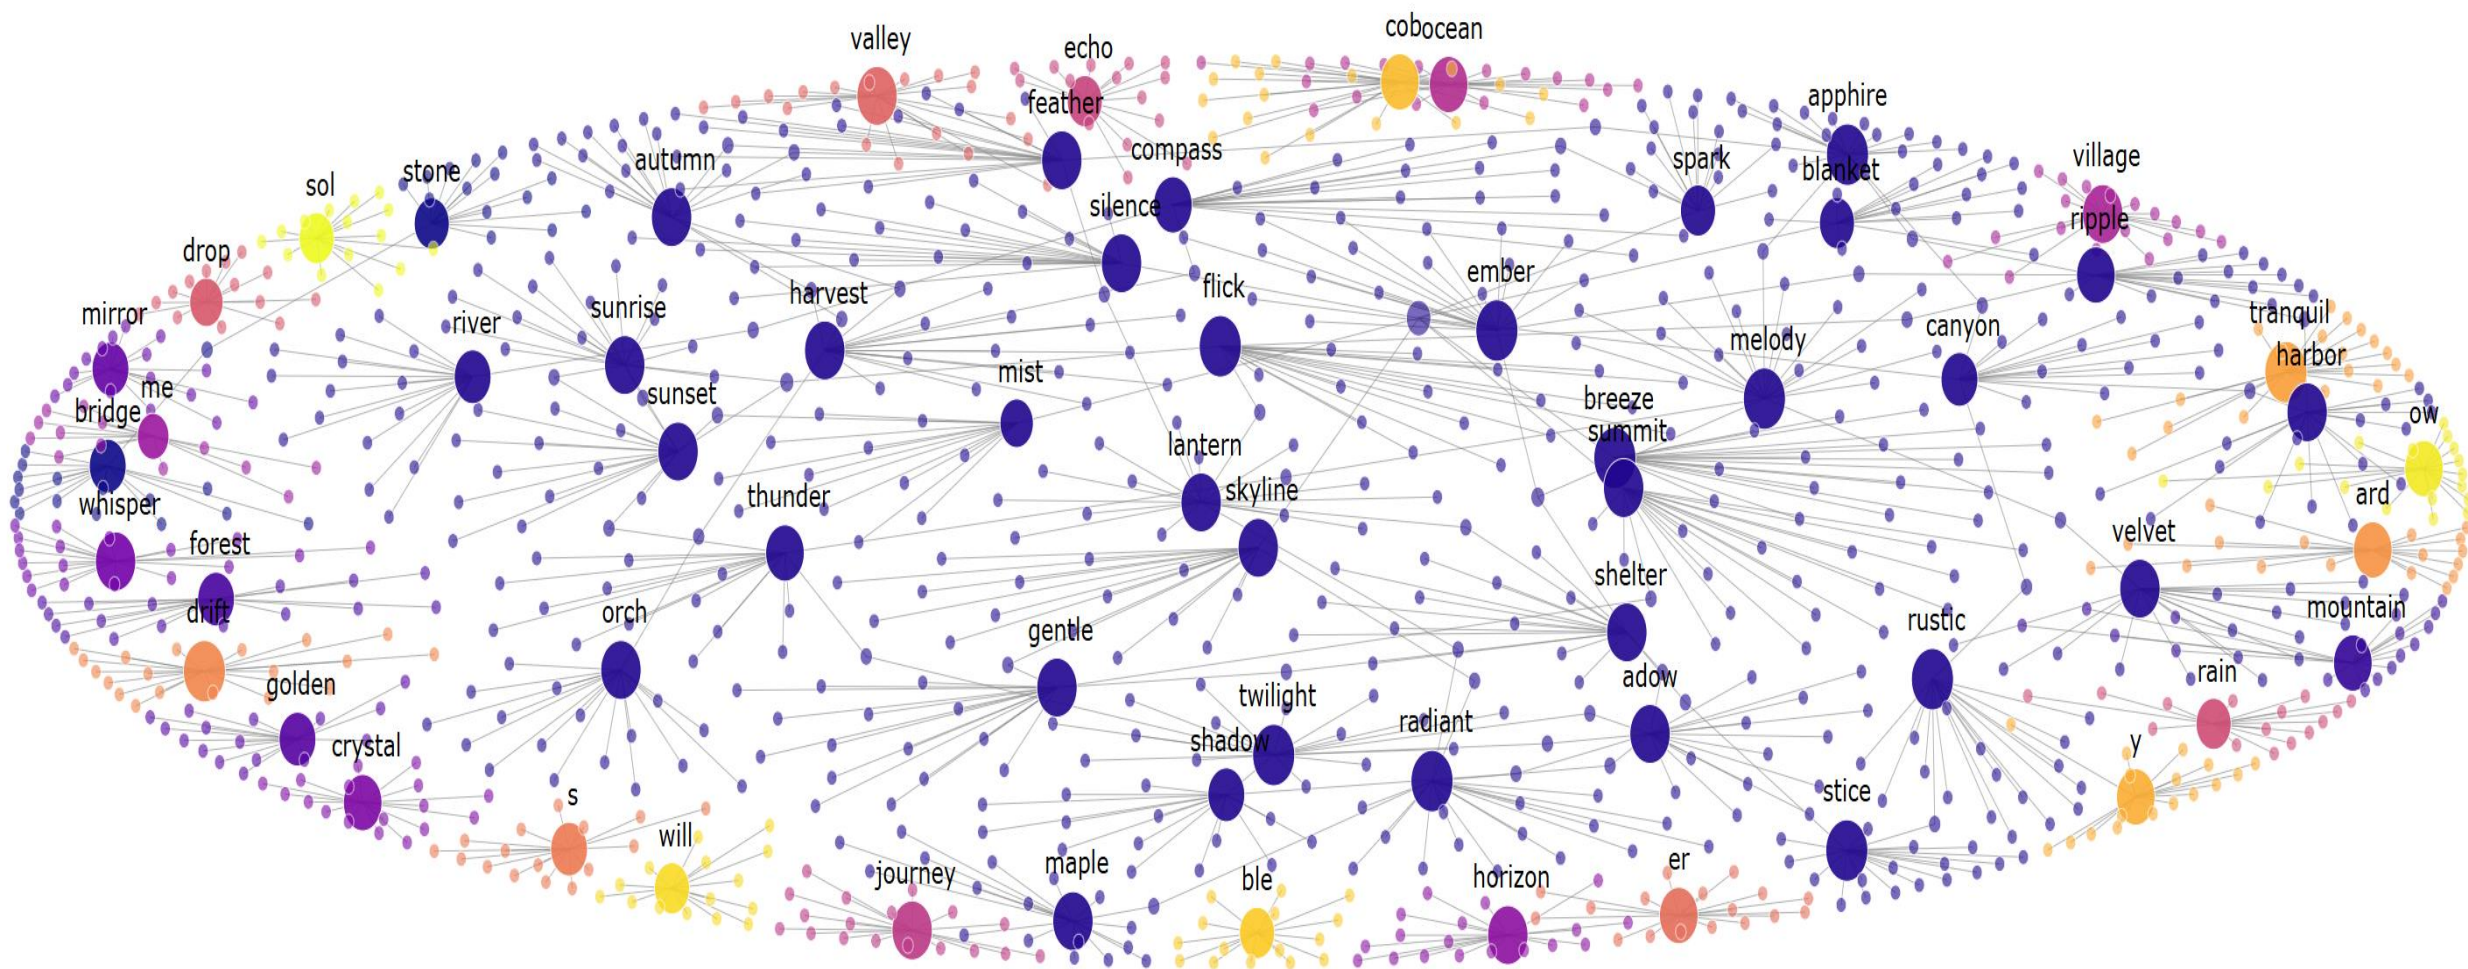 cobocean
valley
echo
feather
apphire
compass
autumn
spark
blanket
village
stone
sol
silence
ripple
drop
ember
flick
harvest
sunrise
mirror
river
tranquil
canyon
melody
harbor
mist
me
sunset
bridge
breeze
summit
ow
lantern
skyline
thunder
ard
whisper
velvet
forest
shelter
drift
orch
gentle
mountain
rustic
golden
adow
rain
twilight
radiant
crystal
shadow
y
s
stice
will
journey
maple
ble
horizon
er